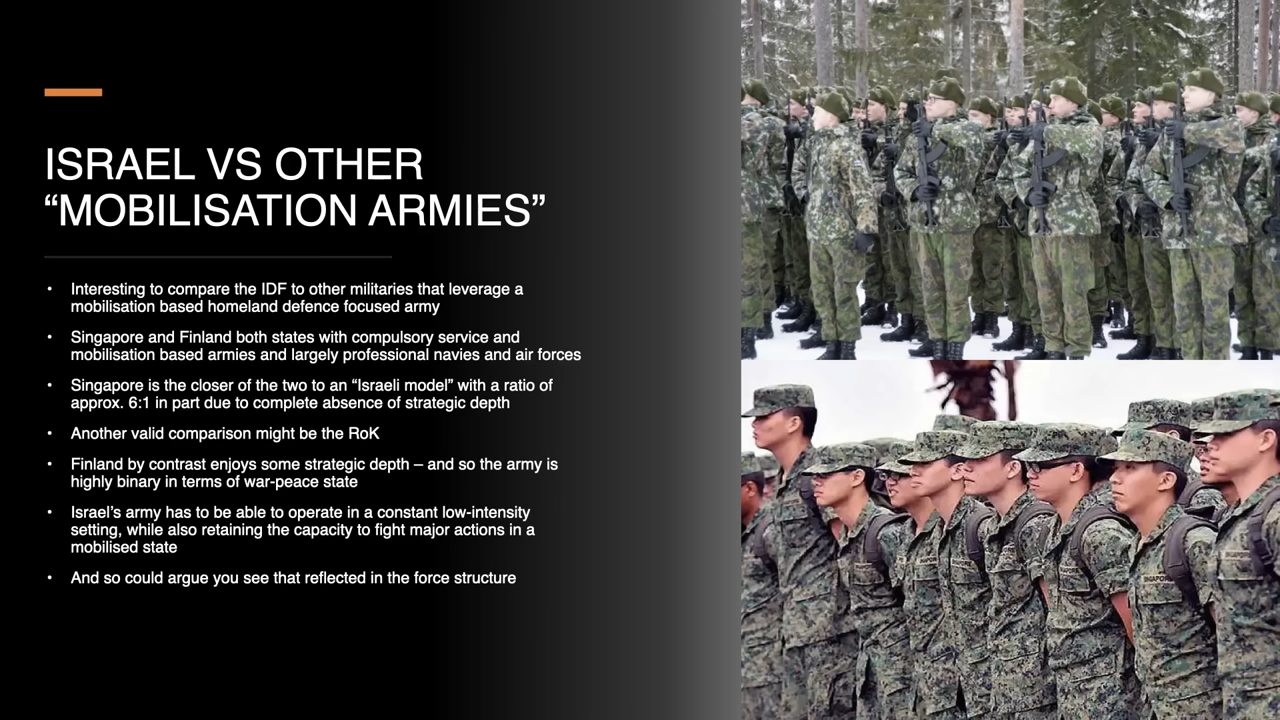 ISRAEL VS OTHER
“MOBILISATION ARMIES”
• Interesting to compare the IDF to other militaries that leverage a
mobilisation based homeland defence focused army
• Singapore and Finland both states with compulsory service and
mobilisation based armies and largely professional navies and air forces
• Singapore is the closer of the two to an “Israeli model” with a ratio of
approx. 6:1 in part due to complete absence of strategic depth
• Another valid comparison might be the RoK
• Finland by contrast enjoys some strategic depth – and so the army is
highly binary in terms of war-peace state
• Israel’s army has to be able to operate in a constant low-intensity
setting, while also retaining the capacity to fight major actions in a
mobilised state
• And so could argue you see that reflected in the force structure